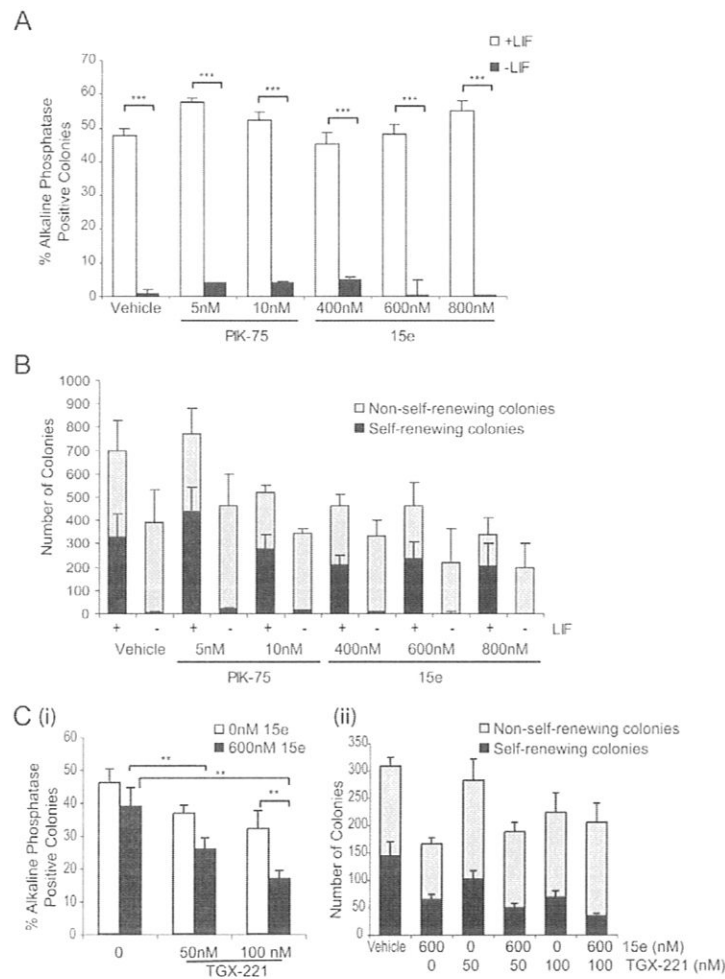 A
+LIF
-LIF
% Alkaline Phosphatase
Positive Colonies
70
60
50
40
30
20
10
0
*** *** *** *** *** ***
Vehicle 5nM 10nM 400nM 600nM 800nM
PIK-75 15e
B
Number of Colonies
1000
900
800
700
600
500
400
300
200
100
0
Non-self-renewing colonies
Self-renewing colonies
+ - + - + - + - + - + - LIF
Vehicle 5nM 10nM 400nM 600nM 800nM
PIK-75 15e
C (i)
0nM 15e
600nM 15e
% Alkaline Phosphatase
Positive Colonies
60
50
40
30
20
10
0
**
**
**
0 50nM 100 nM
TGX-221
(ii)
Non-self-renewing colonies
Self-renewing colonies
Number of Colonies
350
300
250
200
150
100
50
0
Vehicle 600 0 600 0 600 15e (nM)
0 50 50 100 100 TGX-221 (nM)